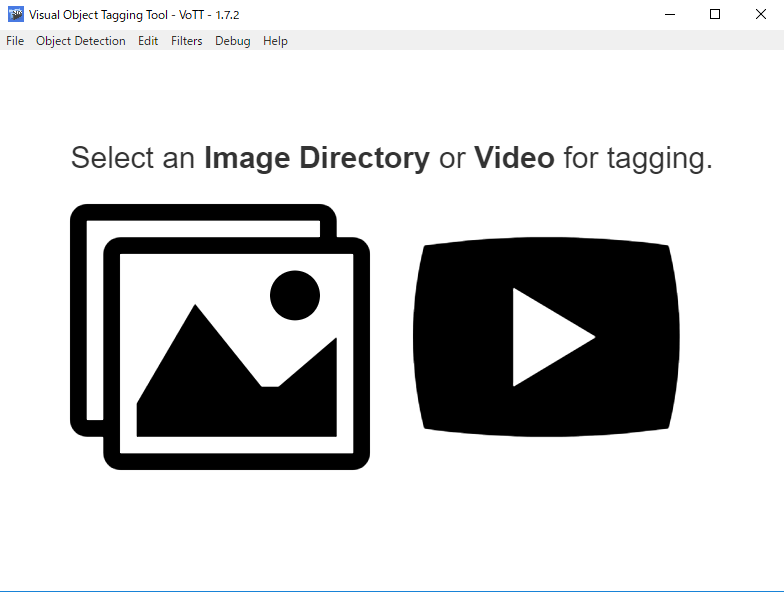 Visual Object Tagging Tool - VoTT - 1.7.2
File Object Detection Edit Filters Debug Help
Select an Image Directory or Video for tagging.